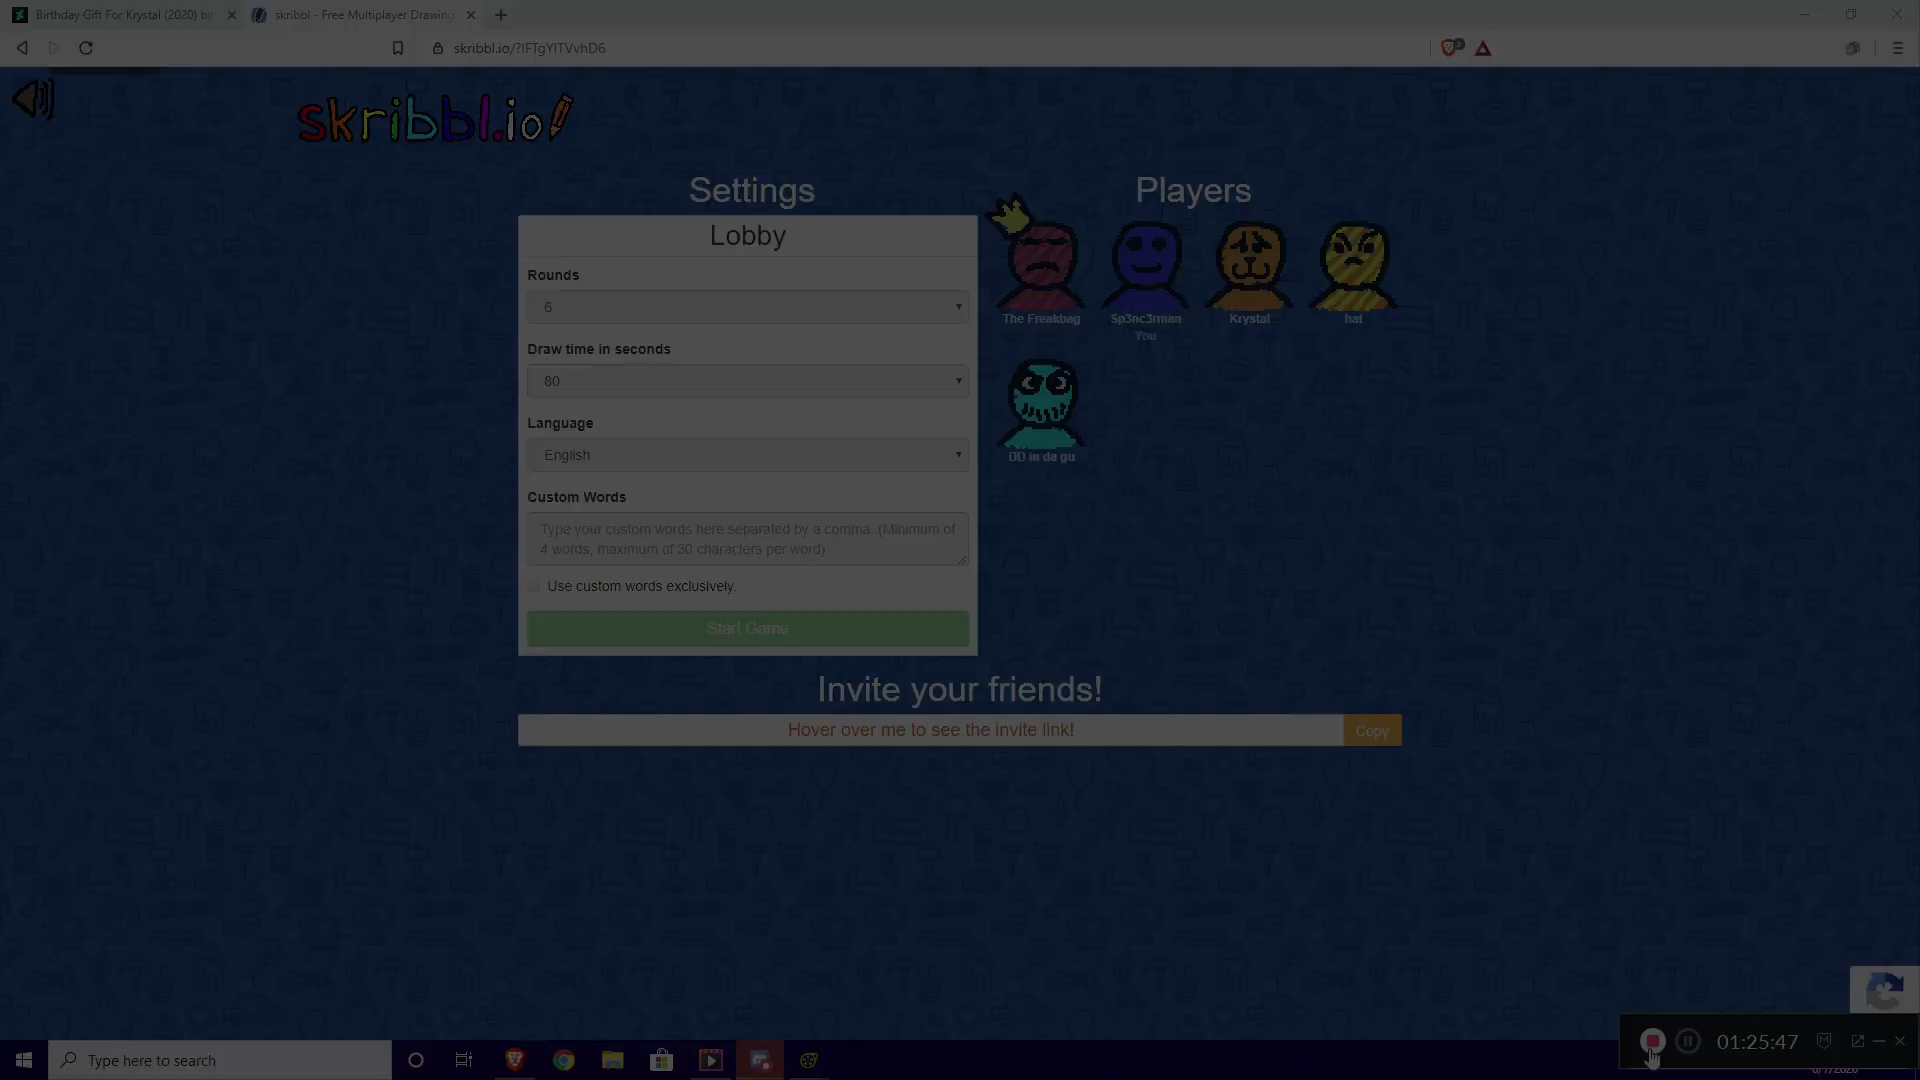 Birthday Gift For Krystal (2020) by
skribbl - Free Multiplayer Drawing
skribbl.io/?lFTgYlTVvhD6
2
skribbl.io
Settings
Players
Lobby
Rounds
6
Draw time in seconds
80
Language
English
Custom Words
Type your custom words here separated by a comma. (Minimum of
4 words, maximum of 30 characters per word)
Use custom words exclusively.
Start Game
The Freakbag
Sp3nc3rman
You
Krystal
hat
DD in da gu
Invite your friends!
Hover over me to see the invite link!
Copy
Type here to search
01:25:47
6/7/2020